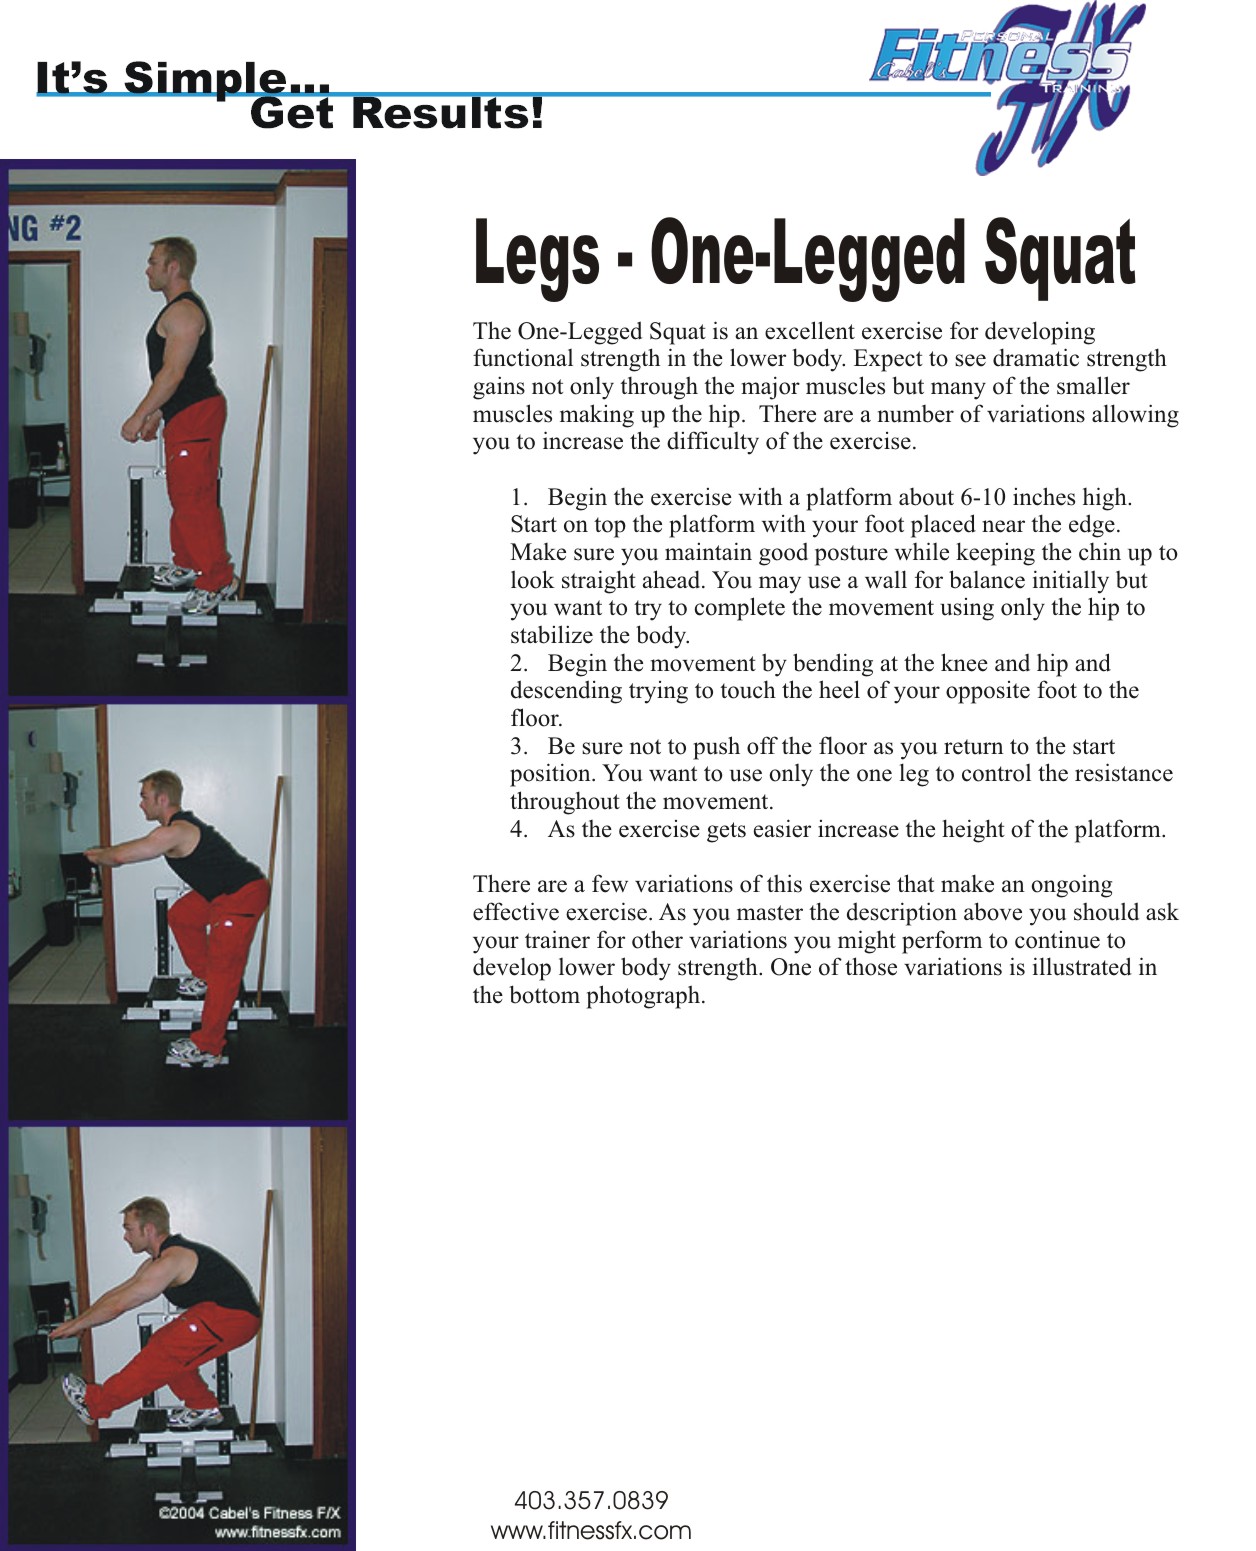 It's Simple...
Get Results!
PERSONAL
Fitness
Cabel's
TRAINING
F/X
NG #2
Legs - One-Legged Squat
The One-Legged Squat is an excellent exercise for developing
functional strength in the lower body. Expect to see dramatic strength
gains not only through the major muscles but many of the smaller
muscles making up the hip.  There are a number of variations allowing
you to increase the difficulty of the exercise.
1.   Begin the exercise with a platform about 6-10 inches high.
Start on top the platform with your foot placed near the edge.
Make sure you maintain good posture while keeping the chin up to
look straight ahead. You may use a wall for balance initially but
you want to try to complete the movement using only the hip to
stabilize the body.
2.   Begin the movement by bending at the knee and hip and
descending trying to touch the heel of your opposite foot to the
floor.
3.   Be sure not to push off the floor as you return to the start
position. You want to use only the one leg to control the resistance
throughout the movement.
4.   As the exercise gets easier increase the height of the platform.
There are a few variations of this exercise that make an ongoing
effective exercise. As you master the description above you should ask
your trainer for other variations you might perform to continue to
develop lower body strength. One of those variations is illustrated in
the bottom photograph.
©2004 Cabel's Fitness F/X
www.fitnessfx.com
403.357.0839
www.fitnessfx.com